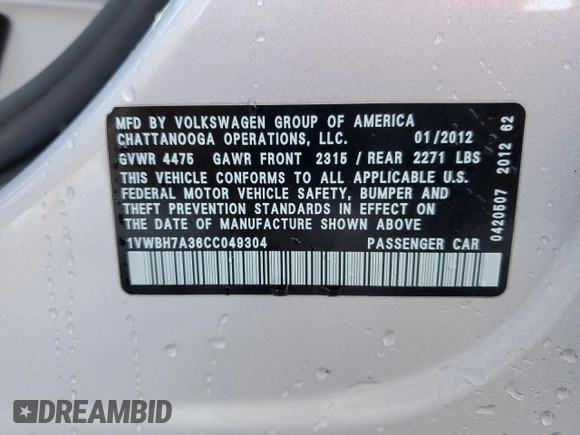 MFD BY VOLKSWAGEN GROUP OF AMERICA
CHATTANOOGA OPERATIONS, LLC. 01/2012
GVWR 4475 GAWR FRONT 2315 / REAR 2271 LBS
THIS VEHICLE CONFORMS TO ALL APPLICABLE U.S.
FEDERAL MOTOR VEHICLE SAFETY, BUMPER AND
THEFT PREVENTION STANDARDS IN EFFECT ON
THE DATE OF MANUFACTURE SHOWN ABOVE
1VWBH7A36CC049304 PASSENGER CAR
0420507 2012 62
DREAMBID